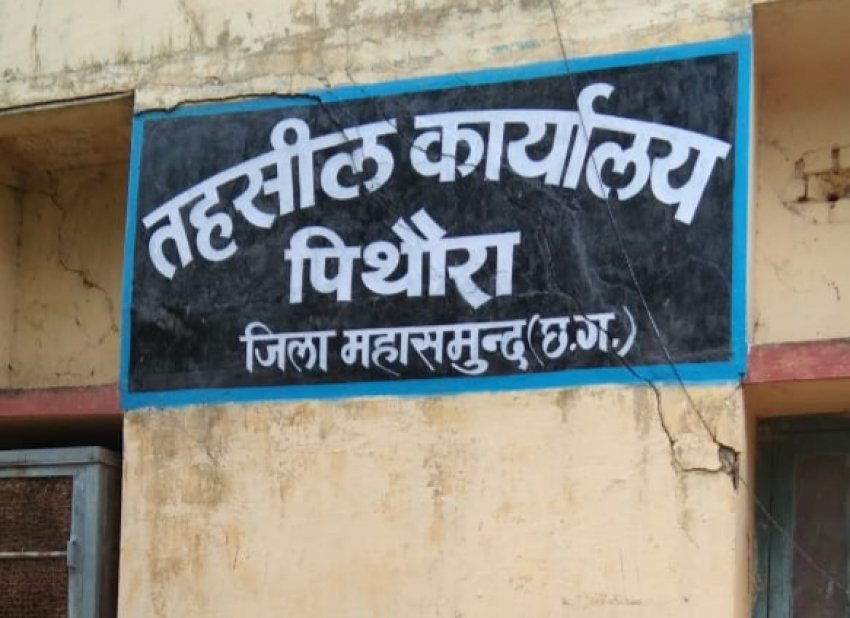 तहसील कार्यालय
पिथौरा
जिला महासमुन्द (छ.ग.)